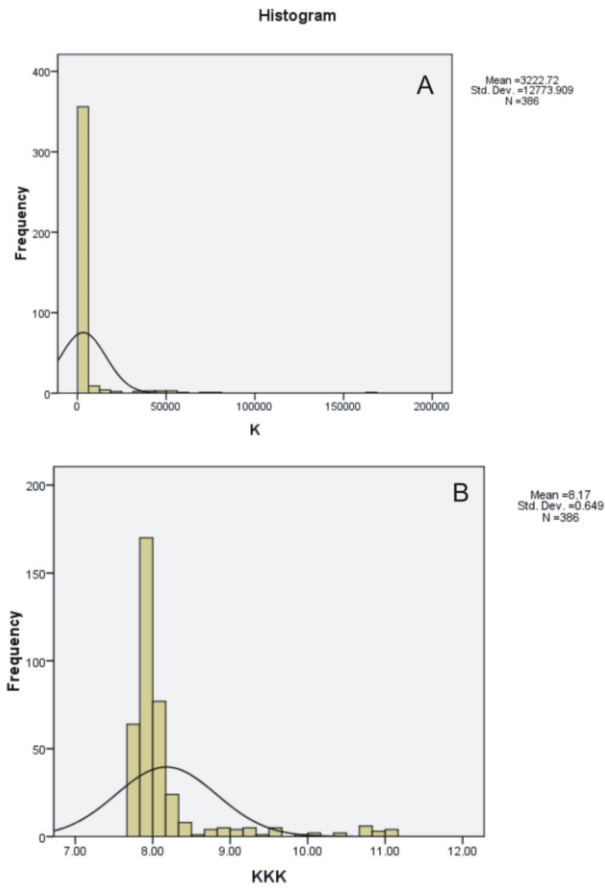 Histogram
A
Mean =3222.72
Std. Dev. =12773.909
N =386
400
300
200
100
0
Frequency
0 50000 100000 150000 200000
K
B
Mean =8.17
Std. Dev. =0.649
N =386
200
150
100
50
0
Frequency
7.00 8.00 9.00 10.00 11.00 12.00
KKK